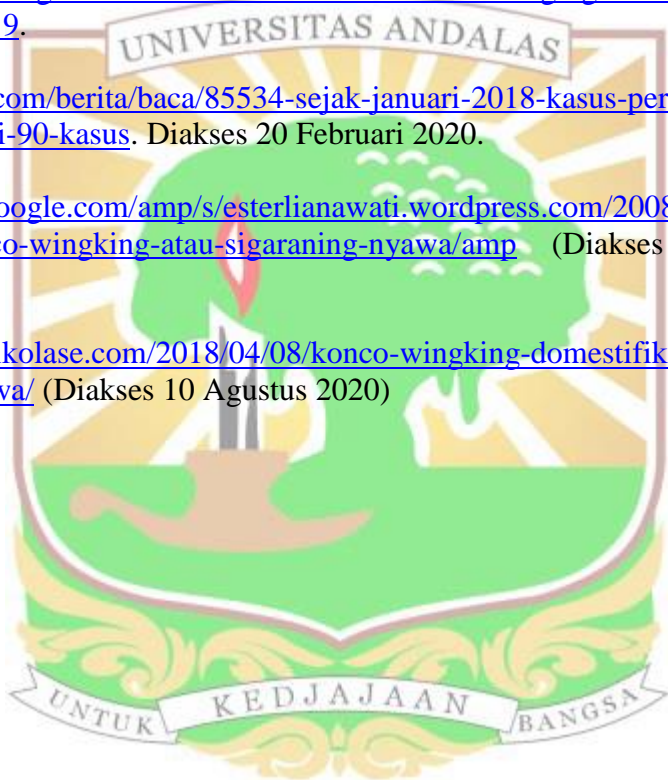 9.
UNIVERSITAS ANDALAS
com/berita/baca/85534-sejak-januari-2018-kasus-per
i-90-kasus. Diakses 20 Februari 2020.
oogle.com/amp/s/esterlianawati.wordpress.com/2008
co-wingking-atau-sigaraning-nyawa/amp (Diakses
kolase.com/2018/04/08/konco-wingking-domestifik
va/ (Diakses 10 Agustus 2020)
UNTUK KEDJAJAAN BANGSA